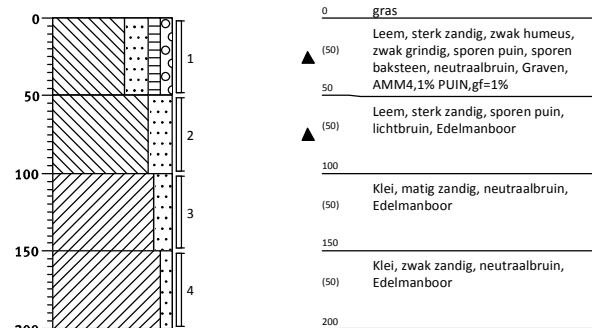 0
50
100
150
200
1
2
3
4
0 gras
(50)
Leem, sterk zandig, zwak humeus,
zwak grindig, sporen puin, sporen
baksteen, neutraalbruin, Graven,
AMM4,1% PUIN,gf=1%
50
(50)
Leem, sterk zandig, sporen puin,
lichtbruin, Edelmanboor
100
(50)
Klei, matig zandig, neutraalbruin,
Edelmanboor
150
(50)
Klei, zwak zandig, neutraalbruin,
Edelmanboor
200